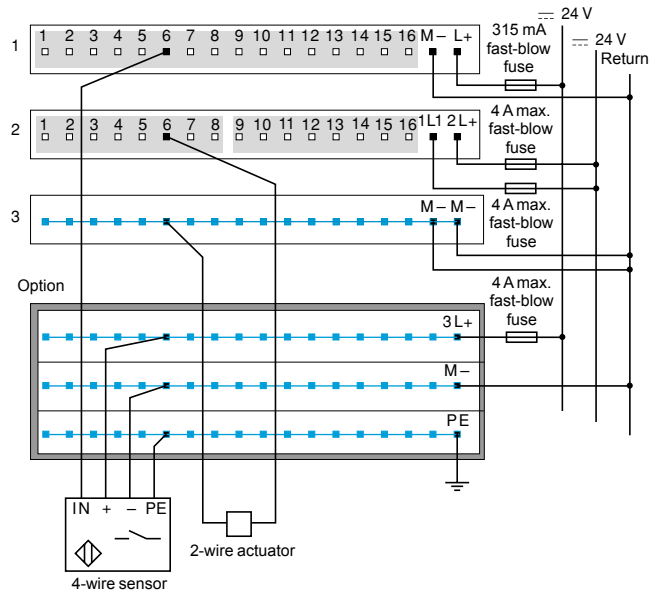 24 V
1 2 3 4 5 6 7 8 9 10 11 12 13 14 15 16 M– L+
315 mA
fast-blow
fuse
24 V
Return
1
1 2 3 4 5 6 7 8 9 10 11 12 13 14 15 16 1L1 2L+
4 A max.
fast-blow
fuse
2
M– M–
4 A max.
fast-blow
fuse
3
Option
4 A max.
fast-blow
fuse
3L+
M–
PE
IN + – PE
2-wire actuator
4-wire sensor